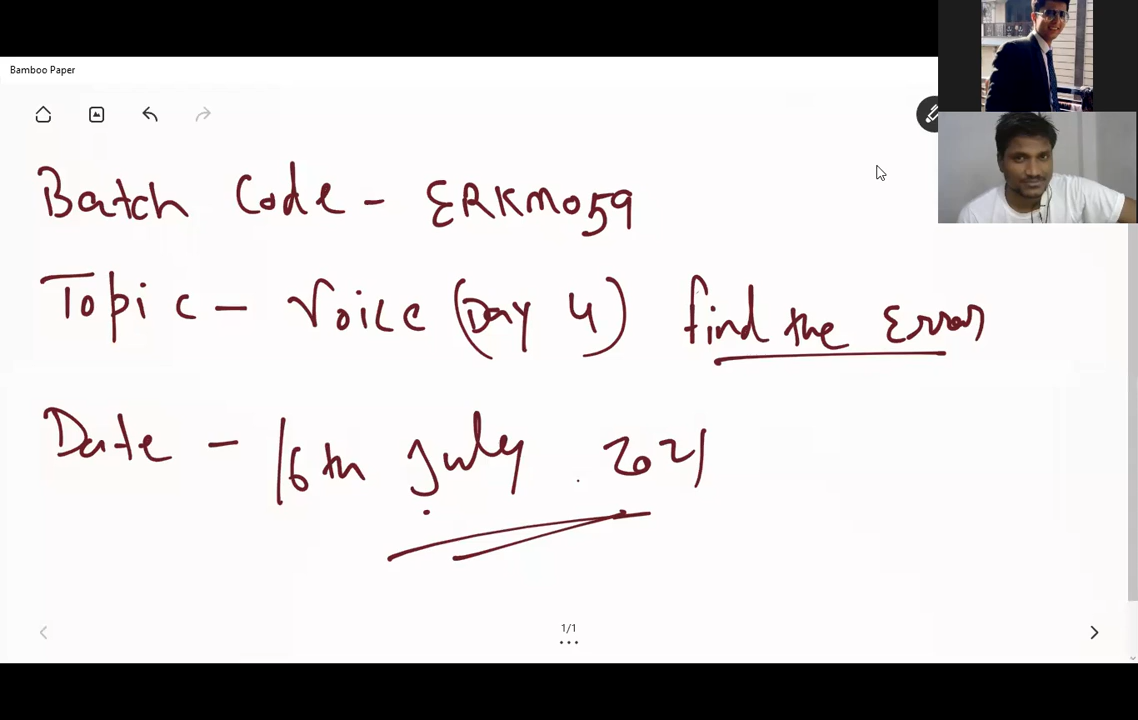 Bamboo Paper
Batch Code - ERKM059
Topic - Voice (Day 4) find the Error
Date - 16th July 2021
1/1